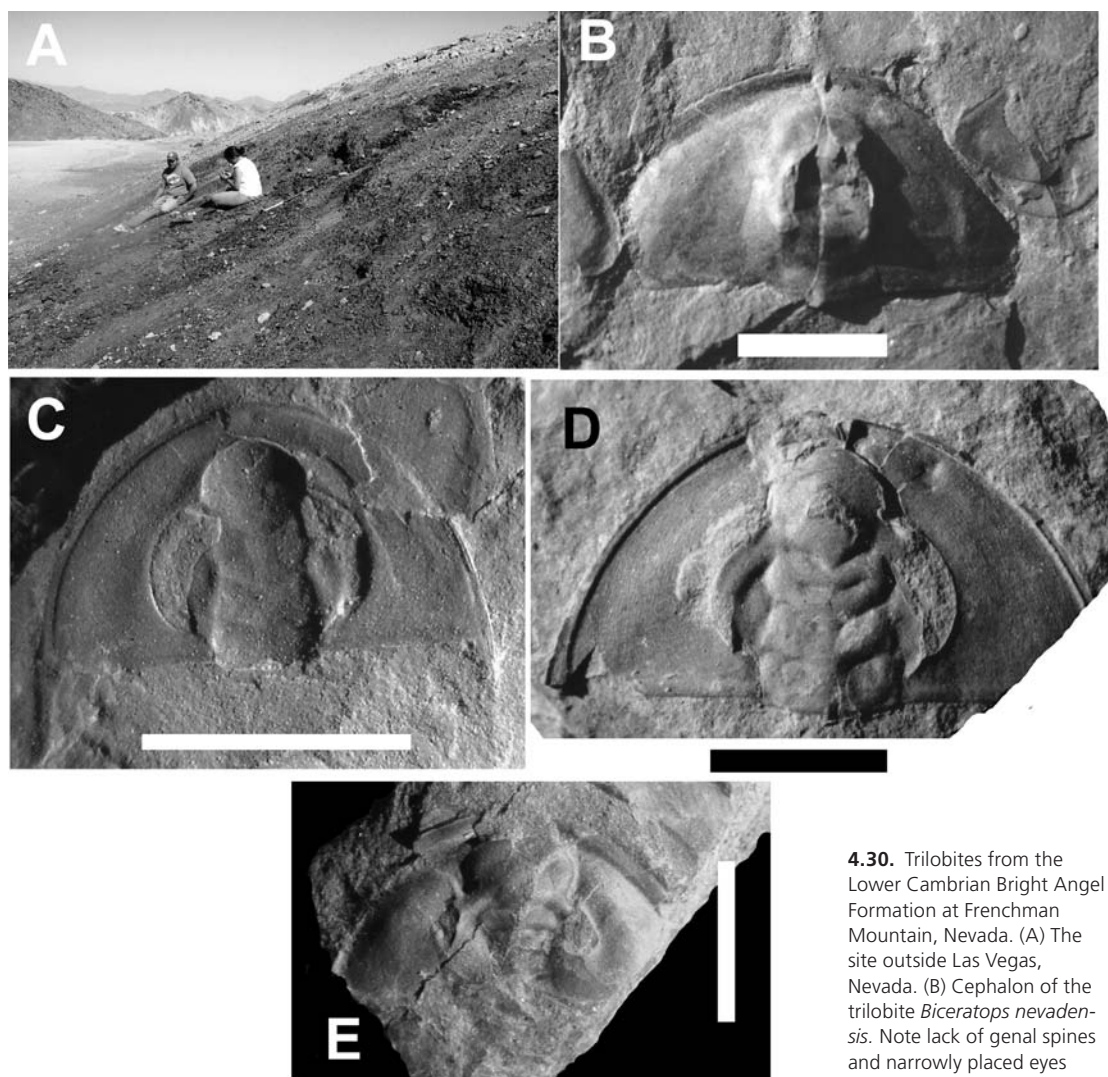 A
B
C
D
E
4.30. Trilobites from the
Lower Cambrian Bright Angel
Formation at Frenchman
Mountain, Nevada. (A) The
site outside Las Vegas,
Nevada. (B) Cephalon of the
trilobite Biceratops nevaden-
sis. Note lack of genal spines
and narrowly placed eyes